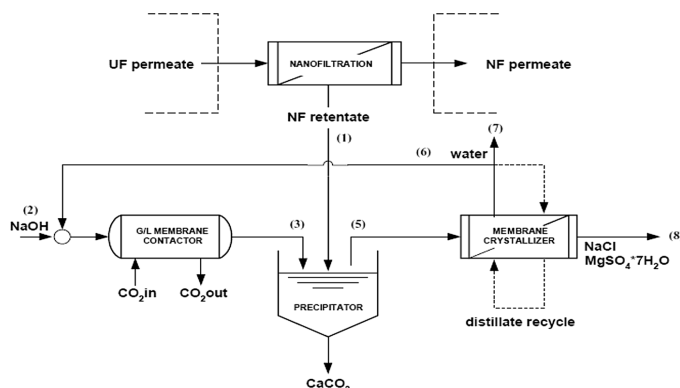 UF permeate
NANOFILTRATION
NF permeate
NF retentate
(1)
(7)
(6)
water
(2)
NaOH
G/L MEMBRANE
CONTACTOR
(3)
(5)
MEMBRANE
CRYSTALLIZER
(8
NaCl
MgSO₄*7H₂O
CO₂in
CO₂out
PRECIPITATOR
distillate recycle
CaCO₃